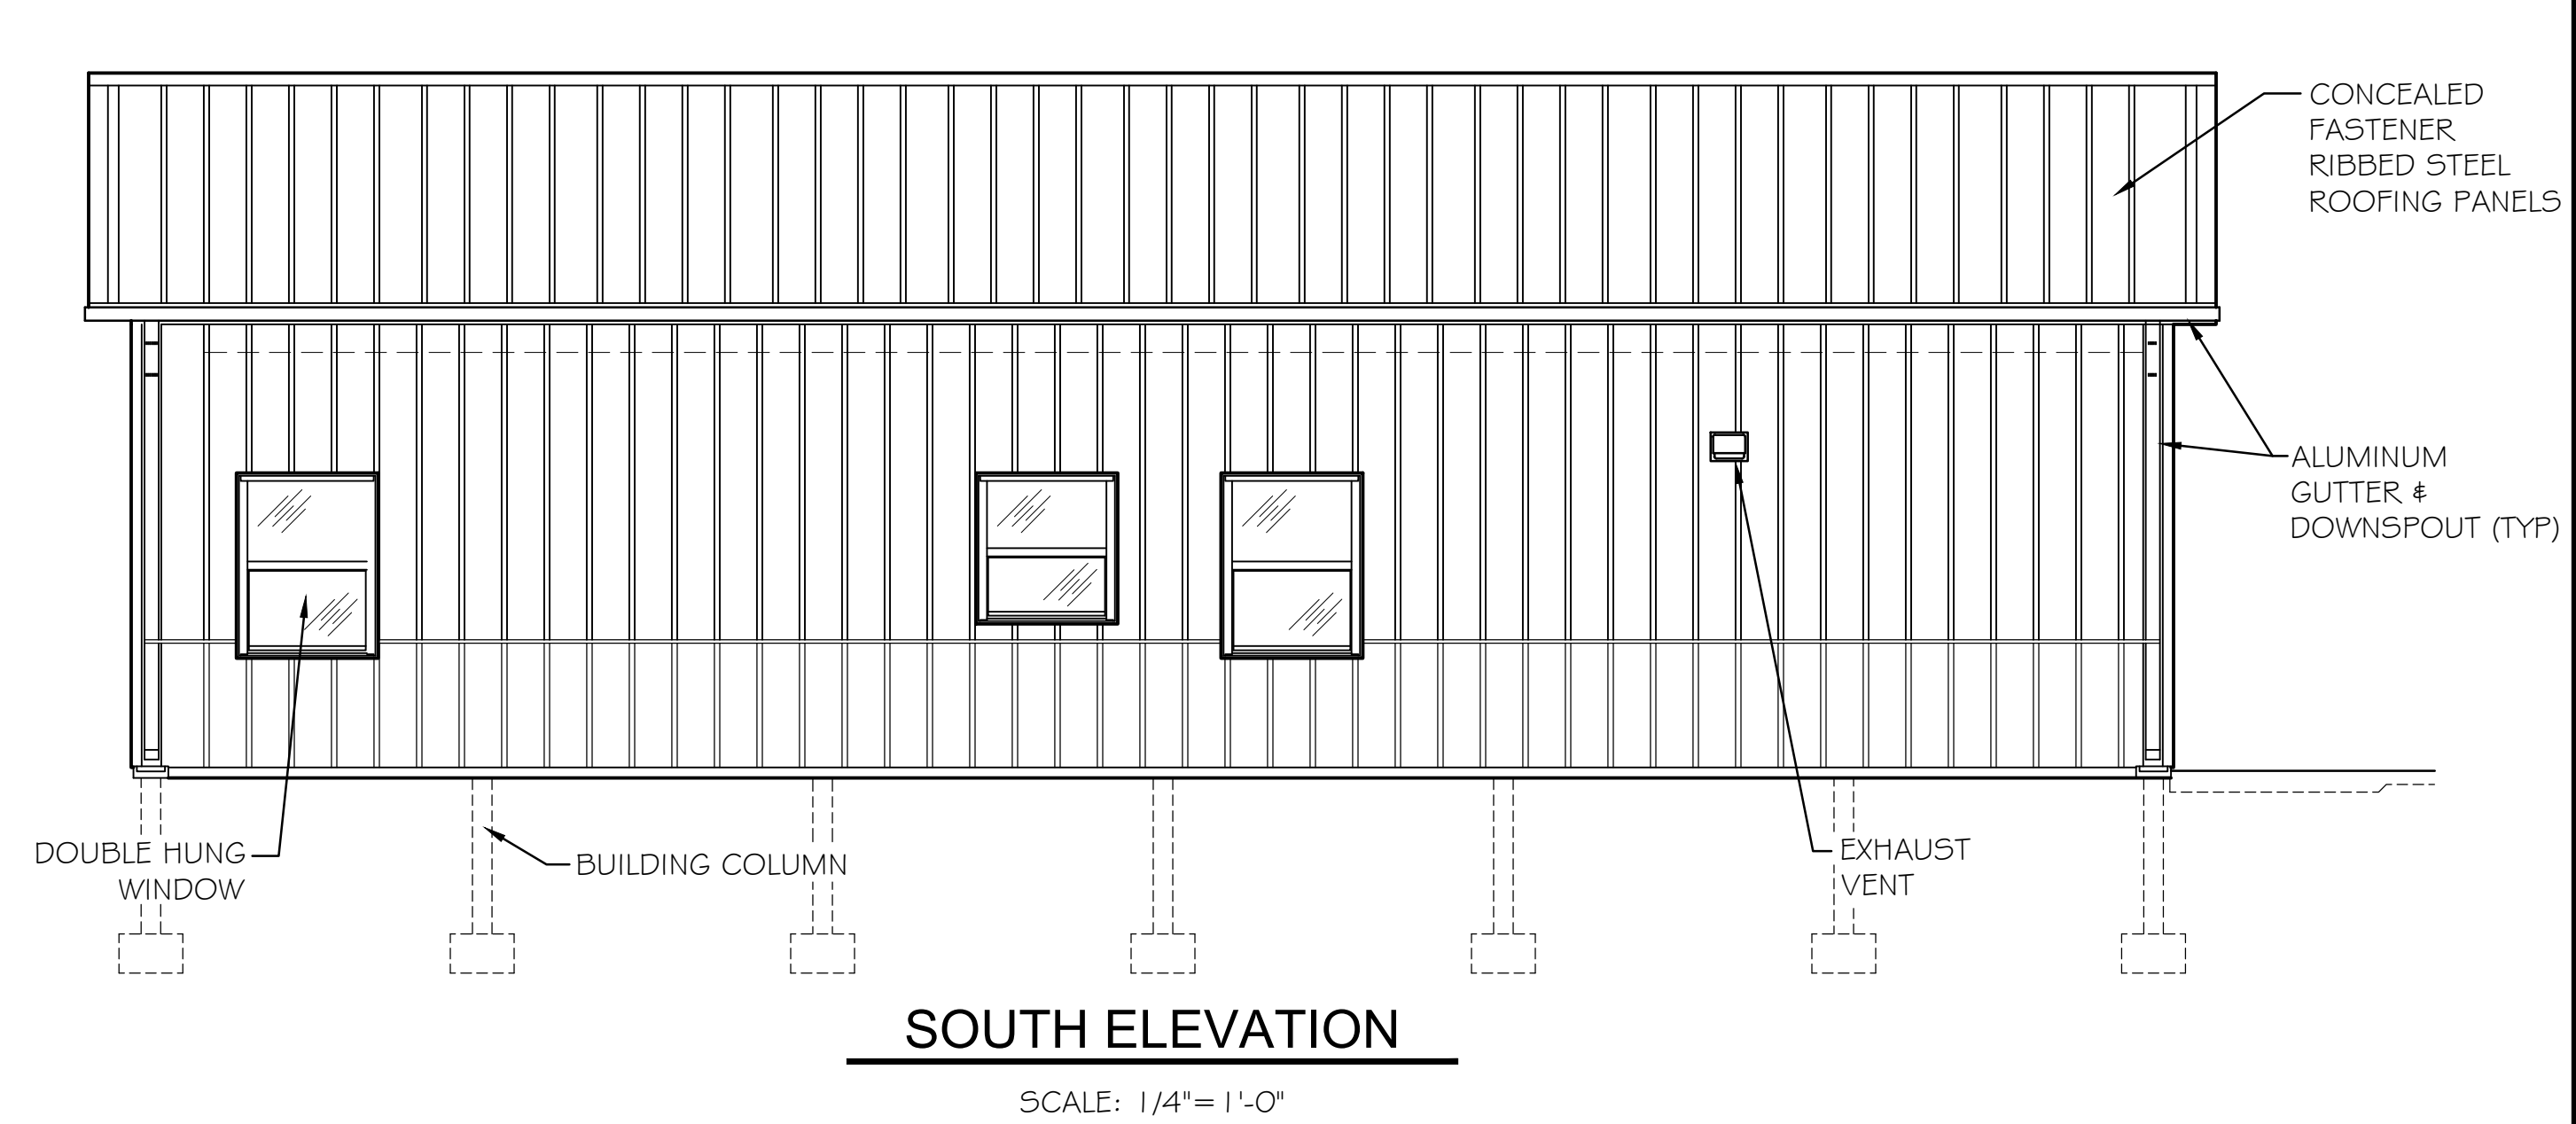 CONCEALED
FASTENER
RIBBED STEEL
ROOFING PANELS
ALUMINUM
GUTTER &
DOWNSPOUT (TYP)
DOUBLE HUNG
WINDOW
BUILDING COLUMN
EXHAUST
VENT
SOUTH ELEVATION
SCALE: 1/4"=1'-0"